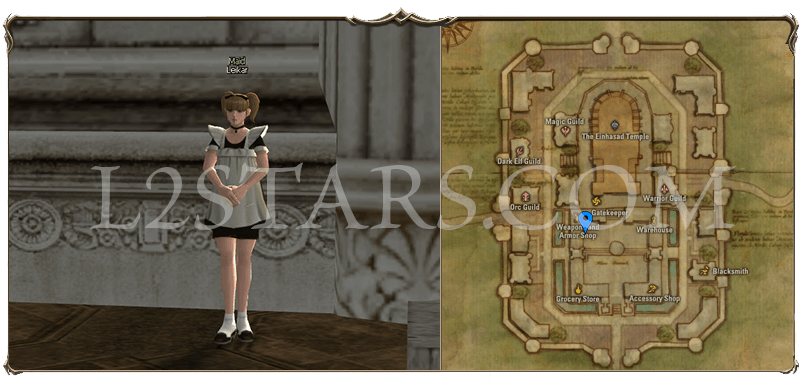 Maid
Leikar
L2STARS.COM
Magic Guild
The Einhasad Temple
Dark Elf Guild
Orc Guild
Warrior Guild
Gatekeeper
Weapon and
Armor Shop
Warehouse
Blacksmith
Grocery Store
Accessory Shop